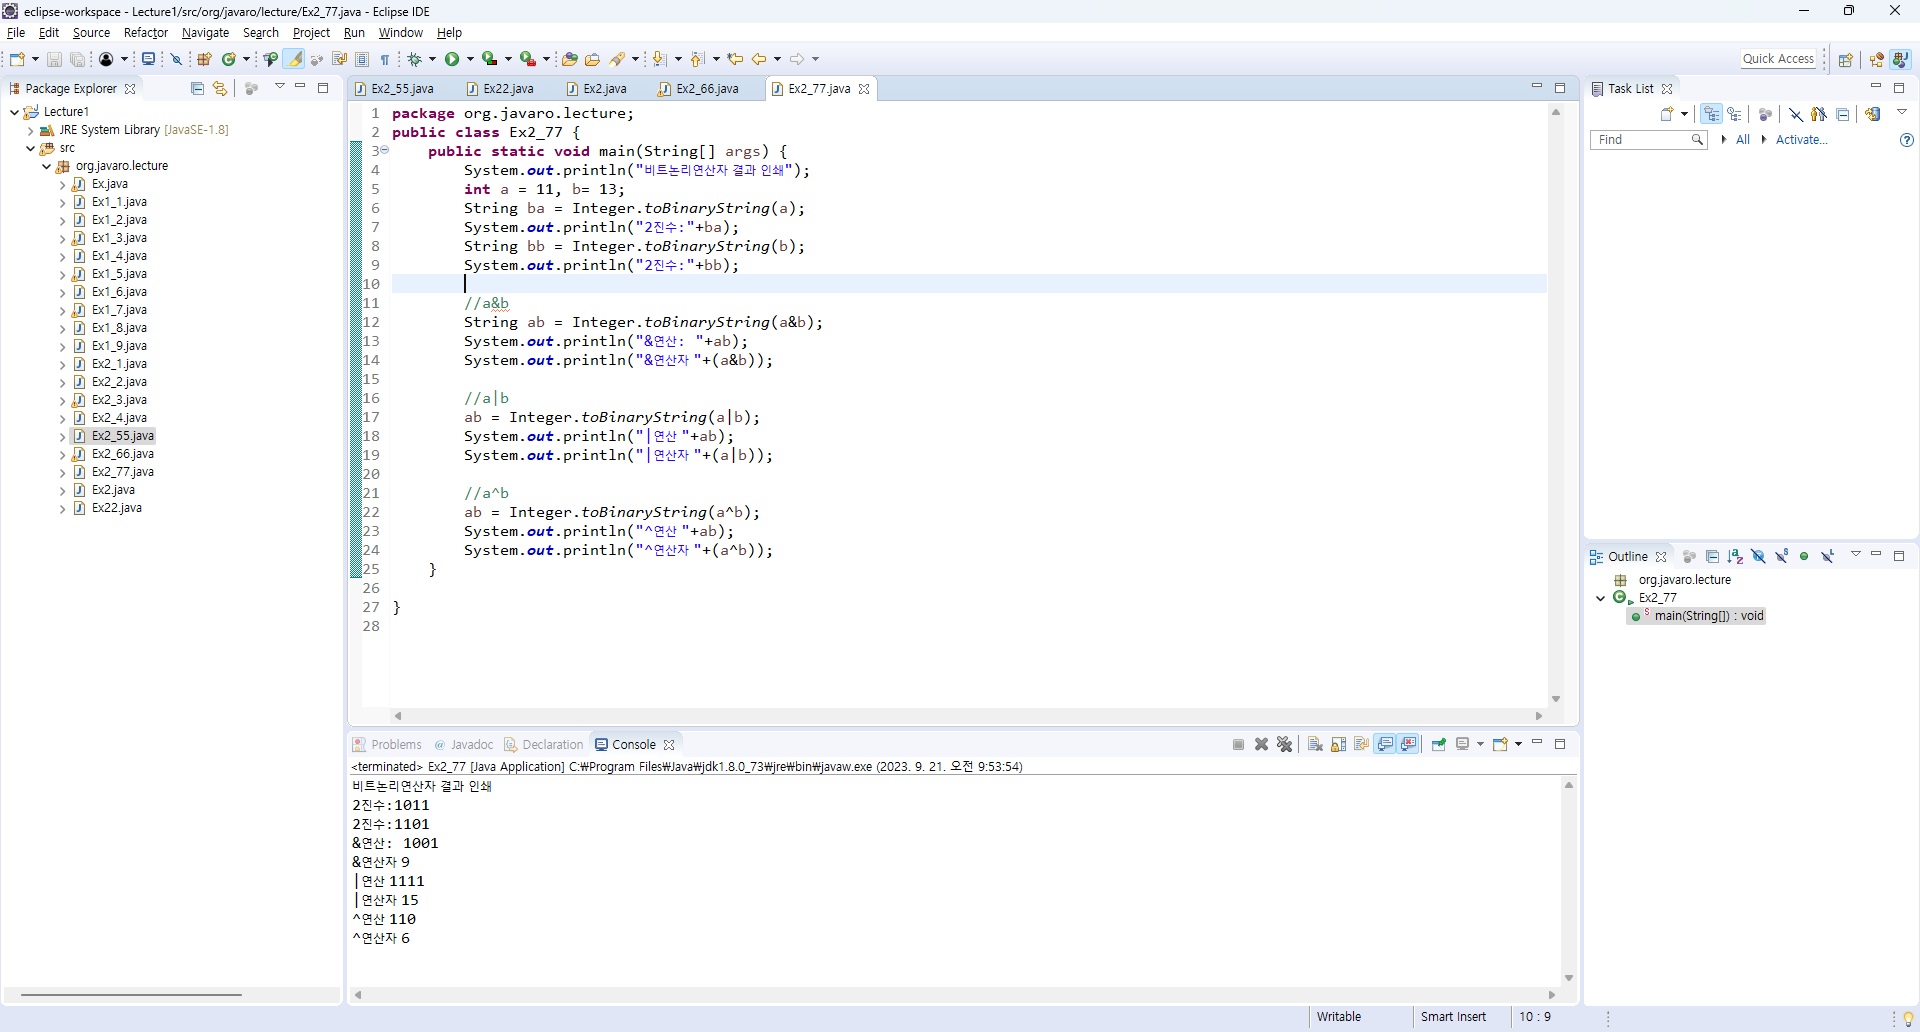 eclipse-workspace - Lecture1/src/org/javaro/lecture/Ex2_77.java - Eclipse IDE
File Edit Source Refactor Navigate Search Project Run Window Help
Quick Access
Package Explorer
Lecture1
JRE System Library [JavaSE-1.8]
src
org.javaro.lecture
Ex.java
Ex1_1.java
Ex1_2.java
Ex1_3.java
Ex1_4.java
Ex1_5.java
Ex1_6.java
Ex1_7.java
Ex1_8.java
Ex1_9.java
Ex2_1.java
Ex2_2.java
Ex2_3.java
Ex2_4.java
Ex2_55.java
Ex2_66.java
Ex2_77.java
Ex2.java
Ex22.java
Ex2_55.java Ex22.java Ex2.java Ex2_66.java Ex2_77.java
1 package org.javaro.lecture;
2 public class Ex2_77 {
3 public static void main(String[] args) {
4 System.out.println("비트논리연산자 결과 인쇄");
5 int a = 11, b= 13;
6 String ba = Integer.toBinaryString(a);
7 System.out.println("2진수:"+ba);
8 String bb = Integer.toBinaryString(b);
9 System.out.println("2진수:"+bb);
10
11 //a&b
12 String ab = Integer.toBinaryString(a&b);
13 System.out.println("&연산: "+ab);
14 System.out.println("&연산자 "+(a&b));
15
16 //a|b
17 ab = Integer.toBinaryString(a|b);
18 System.out.println("|연산 "+ab);
19 System.out.println("|연산자 "+(a|b));
20
21 //a^b
22 ab = Integer.toBinaryString(a^b);
23 System.out.println("^연산 "+ab);
24 System.out.println("^연산자 "+(a^b));
25 }
26
27 }
28
Problems Javadoc Declaration Console
<terminated> Ex2_77 [Java Application] C:₩Program Files₩Java₩jdk1.8.0_73₩jre₩bin₩javaw.exe (2023. 9. 21. 오전 9:53:54)
비트논리연산자 결과 인쇄
2진수:1011
2진수:1101
&연산: 1001
&연산자 9
|연산 1111
|연산자 15
^연산 110
^연산자 6
Task List
Find All Activate...
Outline
org.javaro.lecture
Ex2_77
main(String[]) : void
Writable Smart Insert 10 : 9